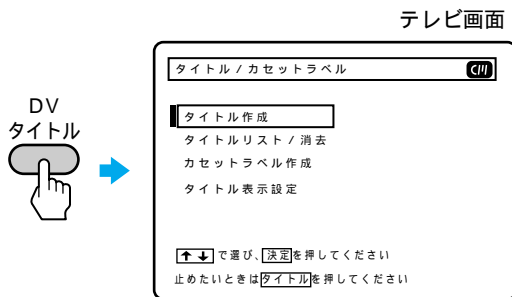 テレビ画面
DV
タイトル
タイトル / カセットラベル
タイトル作成
タイトルリスト / 消去
カセットラベル作成
タイトル表示設定
↑ ↓ で選び、決定を押してください
止めたいときはタイトルを押してください